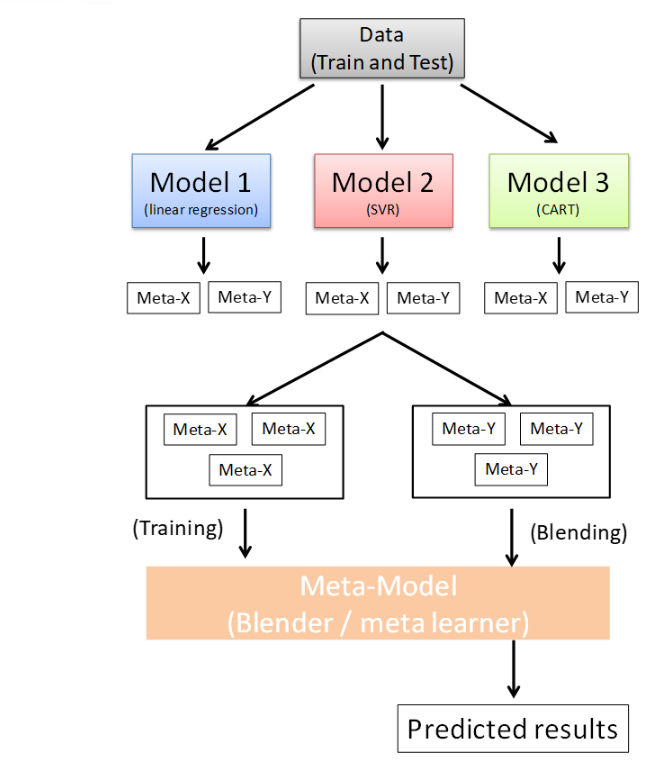 Data
(Train and Test)
Model 1
(linear regression)
Model 2
(SVR)
Model 3
(CART)
Meta-X
Meta-Y
Meta-X
Meta-Y
Meta-X
Meta-Y
Meta-X
Meta-X
Meta-X
Meta-Y
Meta-Y
Meta-Y
(Training)
(Blending)
Meta-Model
(Blender / meta learner)
Predicted results